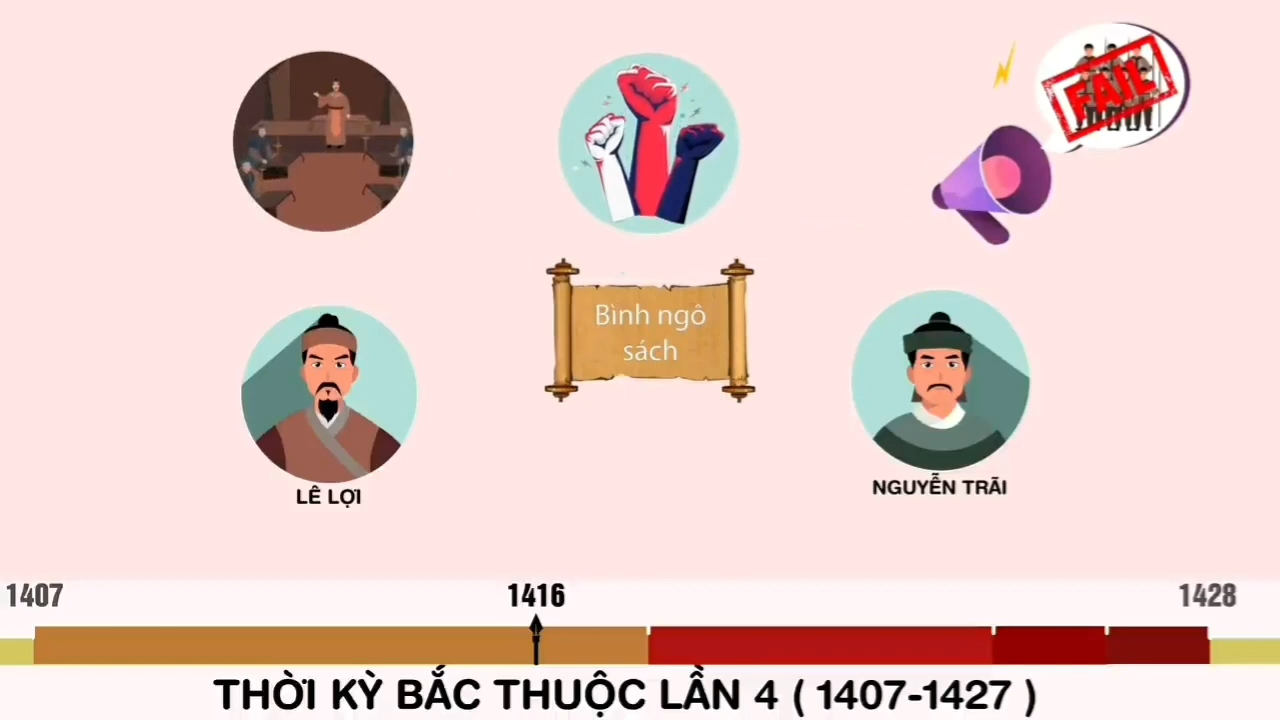 FAIL
Bình ngô
sách
LÊ LỢI
NGUYỄN TRÃI
1407
1416
1428
THỜI KỲ BẮC THUỘC LẦN 4 ( 1407-1427 )